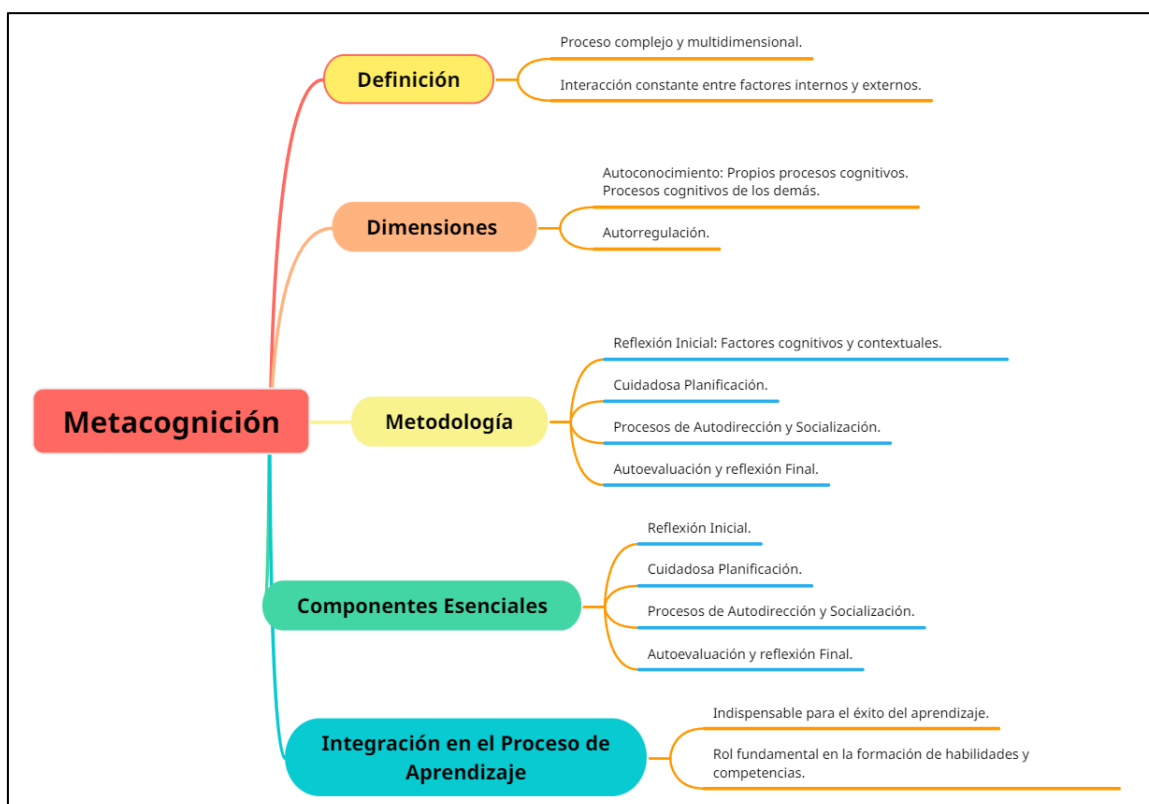 Metacognición
Definición
Proceso complejo y multidimensional.
Interacción constante entre factores internos y externos.
Dimensiones
Autoconocimiento: Propios procesos cognitivos.
Procesos cognitivos de los demás.
Autorregulación.
Metodología
Reflexión Inicial: Factores cognitivos y contextuales.
Cuidadosa Planificación.
Procesos de Autodirección y Socialización.
Autoevaluación y reflexión Final.
Componentes Esenciales
Reflexión Inicial.
Cuidadosa Planificación.
Procesos de Autodirección y Socialización.
Autoevaluación y reflexión Final.
Integración en el Proceso de
Aprendizaje
Indispensable para el éxito del aprendizaje.
Rol fundamental en la formación de habilidades y
competencias.